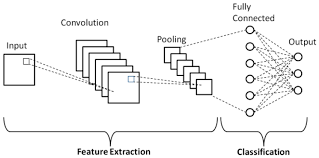 Fully
Connected
Convolution
Pooling
Input
Output
Feature Extraction
Classification